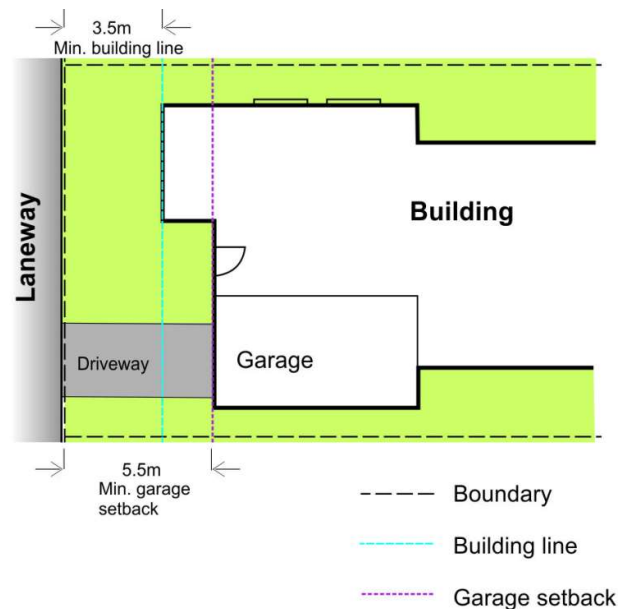 3.5m
Min. building line
Laneway
Building
Driveway
Garage
5.5m
Min. garage
setback
Boundary
Building line
Garage setback